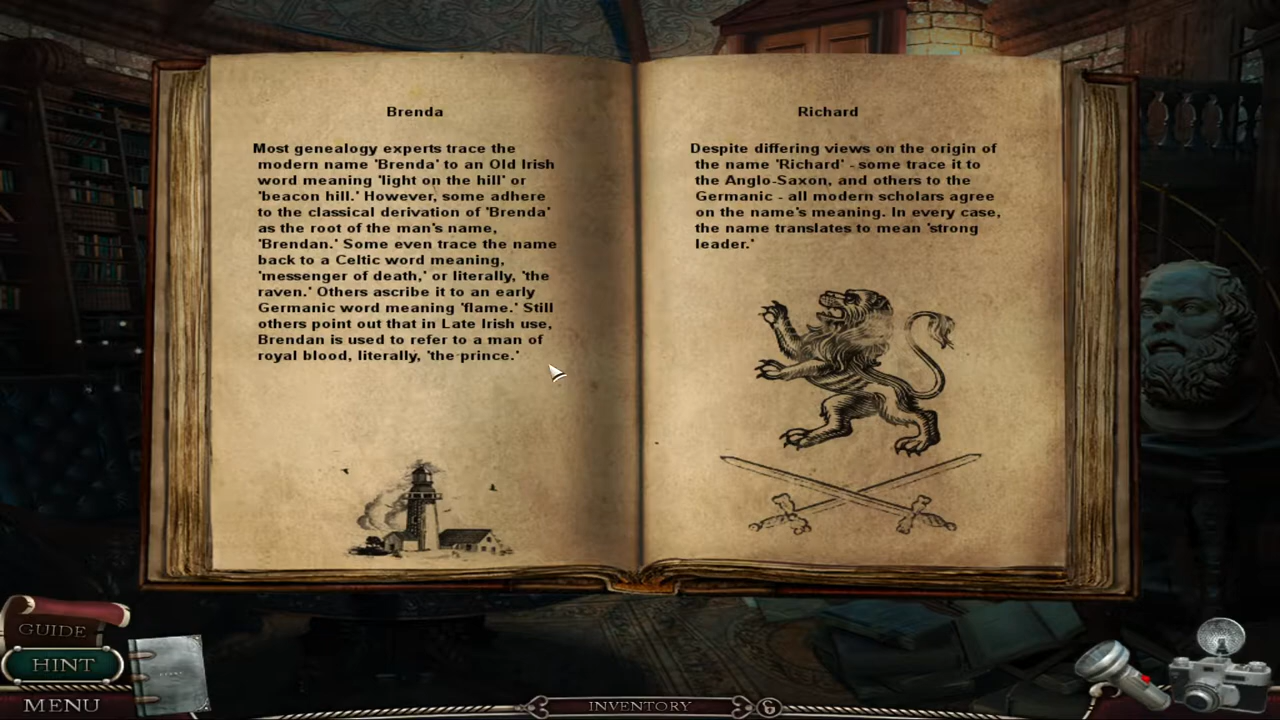 Brenda
Most genealogy experts trace the
modern name 'Brenda' to an Old Irish
word meaning 'light on the hill' or
'beacon hill.' However, some adhere
to the classical derivation of 'Brenda'
as the root of the man's name,
'Brendan.' Some even trace the name
back to a Celtic word meaning,
'messenger of death,' or literally, 'the
raven.' Others ascribe it to an early
Germanic word meaning 'flame.' Still
others point out that in Late Irish use,
Brendan is used to refer to a man of
royal blood, literally, 'the prince.'
Richard
Despite differing views on the origin of
the name 'Richard' - some trace it to
the Anglo-Saxon, and others to the
Germanic - all modern scholars agree
on the name's meaning. In every case,
the name translates to mean 'strong
leader.'
GUIDE
HINT
MENU
INVENTORY